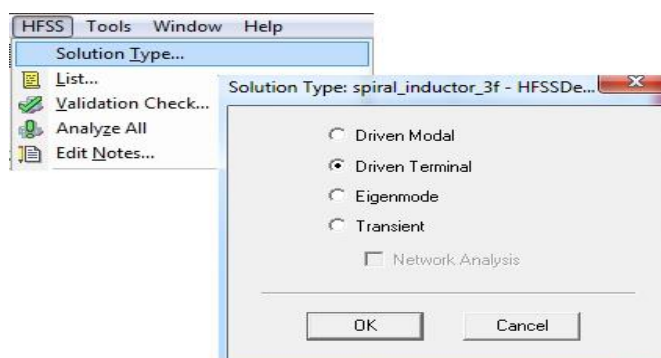 HFSS Tools Window Help
Solution Type...
List...
Validation Check...
Analyze All
Edit Notes...
Solution Type: spiral_inductor_3f - HFSSDe...
Driven Modal
Driven Terminal
Eigenmode
Transient
Network Analysis
OK Cancel